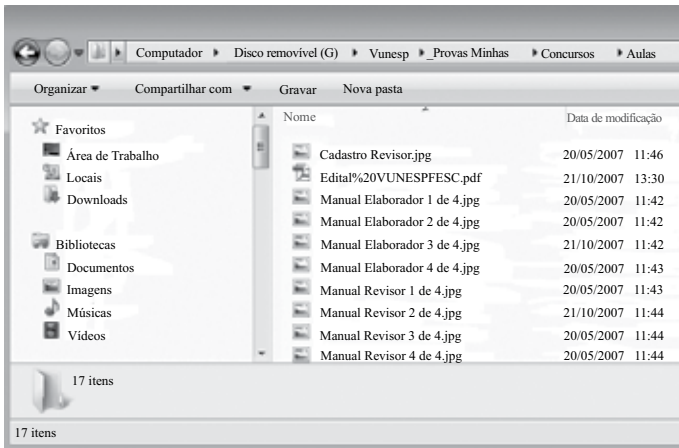 Computador Disco removível (G) Vunesp _Provas Minhas Concursos Aulas
Organizar Compartilhar com Gravar Nova pasta
Favoritos
Área de Trabalho
Locais
Downloads
Bibliotecas
Documentos
Imagens
Músicas
Vídeos
Nome Data de modificação
Cadastro Revisor.jpg 20/05/2007 11:46
Edital%20VUNESPFESC.pdf 21/10/2007 13:30
Manual Elaborador 1 de 4.jpg 20/05/2007 11:42
Manual Elaborador 2 de 4.jpg 20/05/2007 11:42
Manual Elaborador 3 de 4.jpg 21/10/2007 11:42
Manual Elaborador 4 de 4.jpg 20/05/2007 11:43
Manual Revisor 1 de 4.jpg 20/05/2007 11:43
Manual Revisor 2 de 4.jpg 21/10/2007 11:44
Manual Revisor 3 de 4.jpg 20/05/2007 11:44
Manual Revisor 4 de 4.jpg 20/05/2007 11:44
17 itens
17 itens